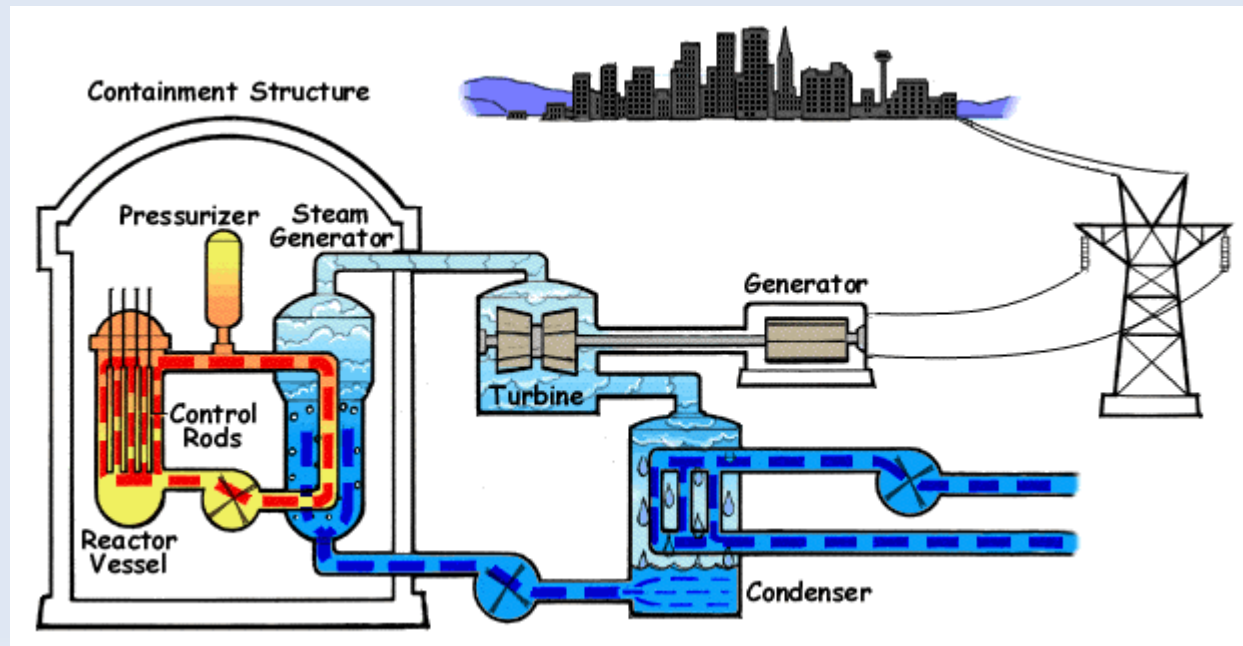 Containment Structure
Pressurizer
Steam
Generator
Control
Rods
Reactor
Vessel
Turbine
Generator
Condenser